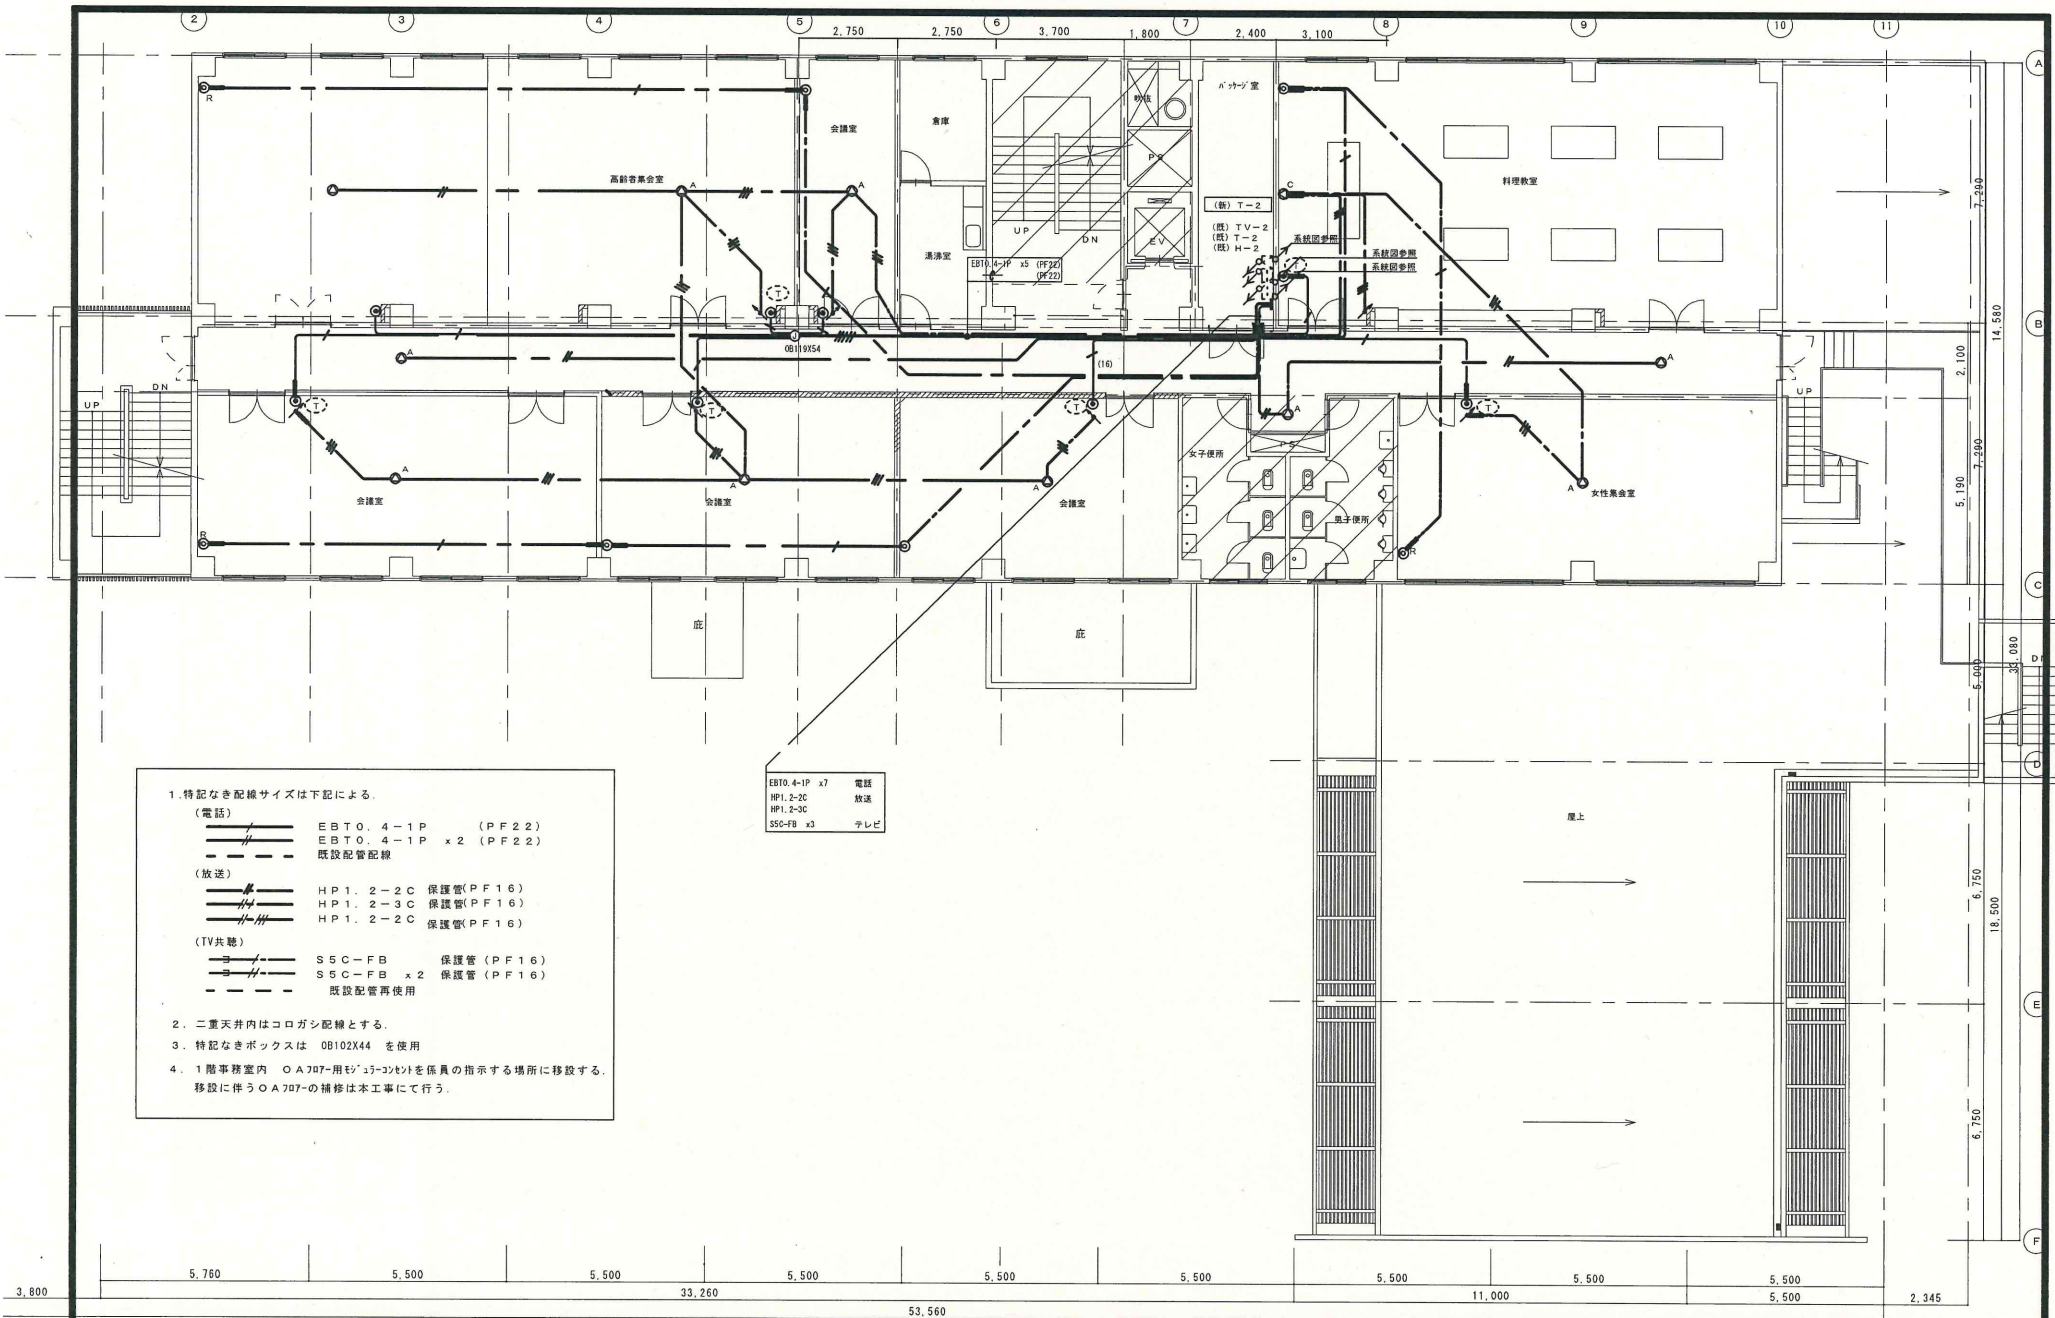 2 3 4 5 6 7 8 9 10 11
2,750 2,750 3,700 1,800 2,400 3,100
A
R
会議室
倉庫
吹抜
パッケージ室
PS
高齢者集会室
A
A
C
料理教室
(新) T-2
(既) TV-2
(既) T-2
(既) H-2
系統図参照
系統図参照
系統図参照
UP
DN
EV
湯沸室
EBT0.4-1P x5 (PF22)
(PF22)
T
T
7,290
14,580
B
J
OB119X54
A
(16)
A
2,100
DN
UP
UP
T
T
T
A
T
PS
女子便所
A
A
A
A
会議室
会議室
会議室
男子便所
女性集会室
7,290
5,190
R
R
C
庇
庇
5,000
33,080
DN
D
EBT0.4-1P x7 電話
HP1.2-2C 放送
HP1.2-3C
S5C-FB x3 テレビ
1.特記なき配線サイズは下記による.
(電話)
EBT0.4-1P (PF22)
EBT0.4-1P x2 (PF22)
既設配管配線
(放送)
HP1.2-2C 保護管(PF16)
HP1.2-3C 保護管(PF16)
HP1.2-2C 保護管(PF16)
(TV共聴)
S5C-FB 保護管(PF16)
S5C-FB x2 保護管(PF16)
既設配管再使用
2. 二重天井内はコロガシ配線とする.
3. 特記なきボックスは OB102X44 を使用
4. 1階事務室内 OAフロアー用モジュラーコンセントを係員の指示する場所に移設する.
移設に伴うOAフロアーの補修は本工事にて行う.
屋上
6,750
18,500
E
6,750
F
5,760 5,500 5,500 5,500 5,500 5,500 5,500 5,500 5,500
3,800 33,260 11,000 5,500 2,345
53,560